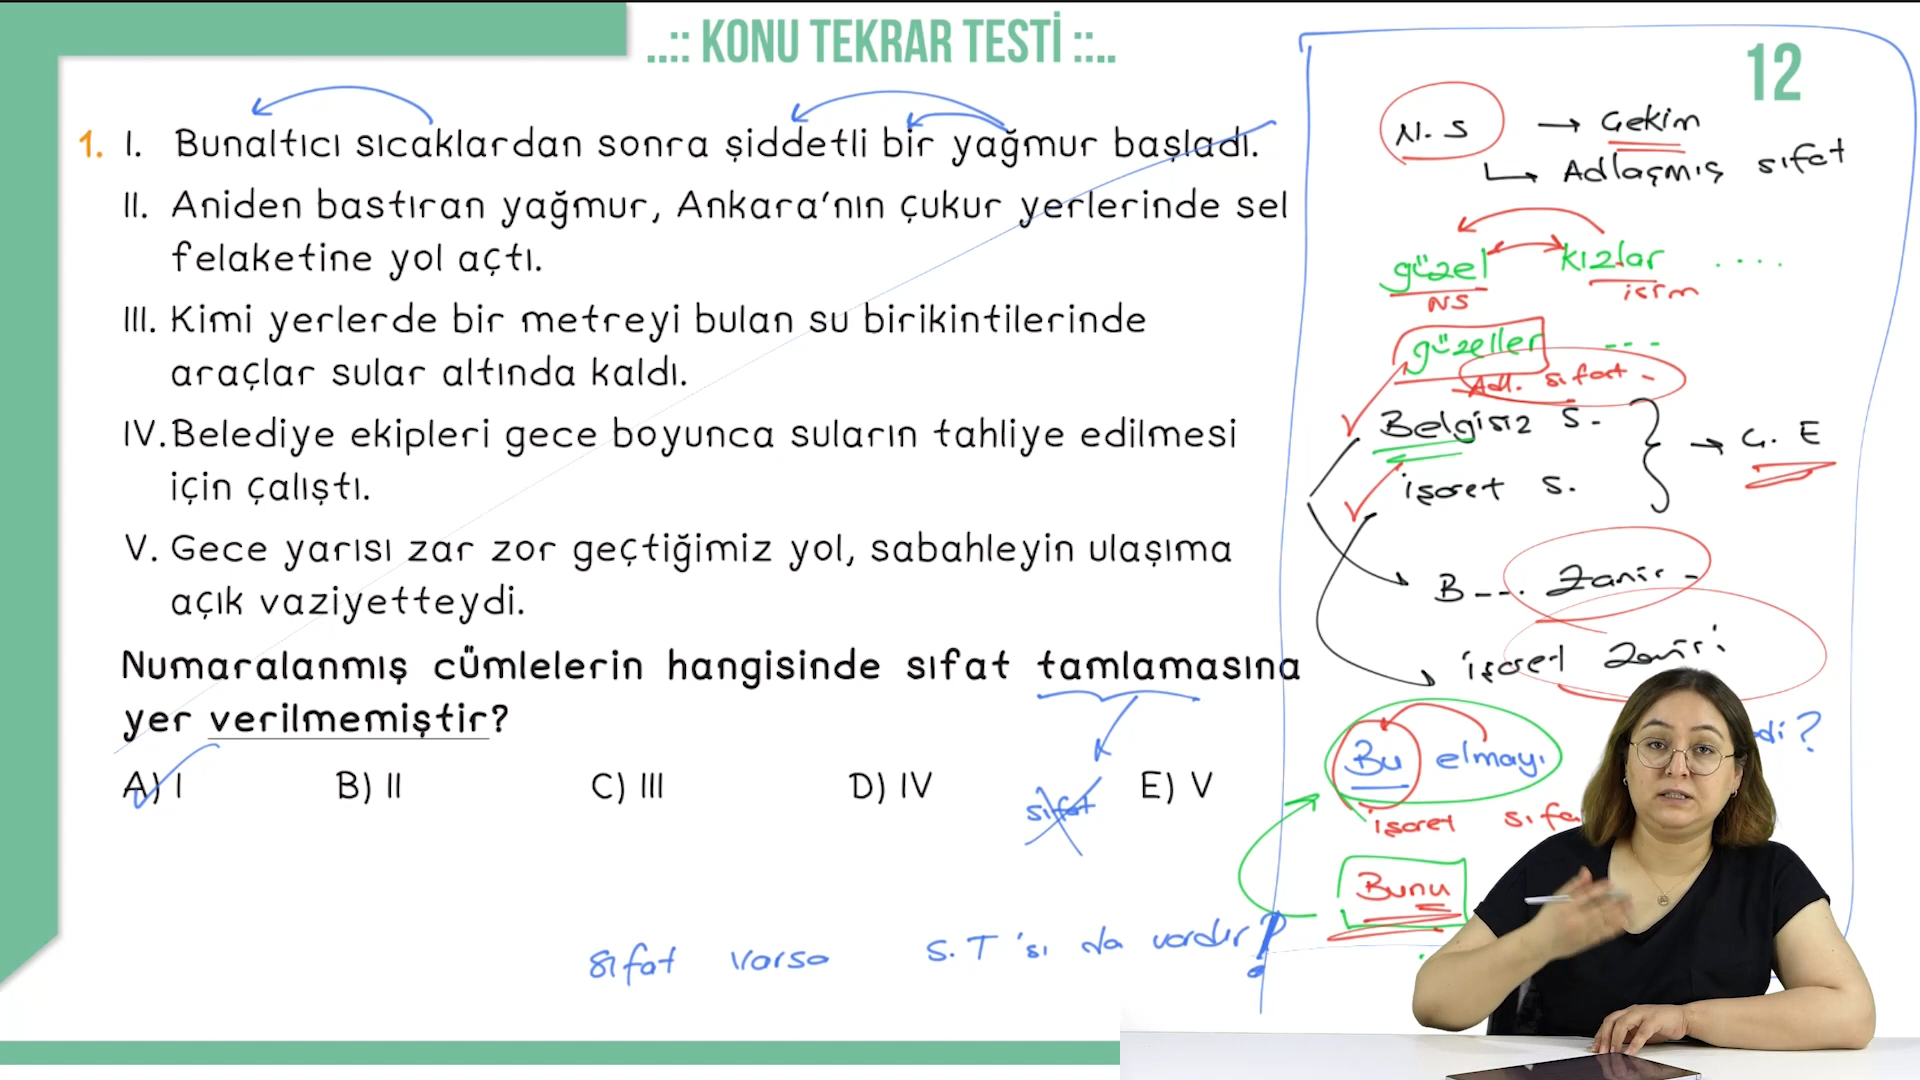 ..:: KONU TEKRAR TESTİ ::..
12
1. I. Bunaltıcı sıcaklardan sonra şiddetli bir yağmur başladı.
II. Aniden bastıran yağmur, Ankara'nın çukur yerlerinde sel
felaketine yol açtı.
III. Kimi yerlerde bir metreyi bulan su birikintilerinde
araçlar sular altında kaldı.
IV. Belediye ekipleri gece boyunca suların tahliye edilmesi
için çalıştı.
V. Gece yarısı zar zor geçtiğimiz yol, sabahleyin ulaşıma
açık vaziyetteydi.
Numaralanmış cümlelerin hangisinde sıfat tamlamasına
yer verilmemiştir?
A) I B) II C) III D) IV E) V
sıfat
sıfat varsa S.T'sı da vardır?
N.S → Çekim
↳ Adlaşmış sıfat
güzel kızlar ....
NS isim
güzeller ---
Adl. sıfat -
Belgisiz S. → Ç. E
işaret S.
B---. Zamir -
işaret Zamiri
Bu elmayı
işaret
Bunu